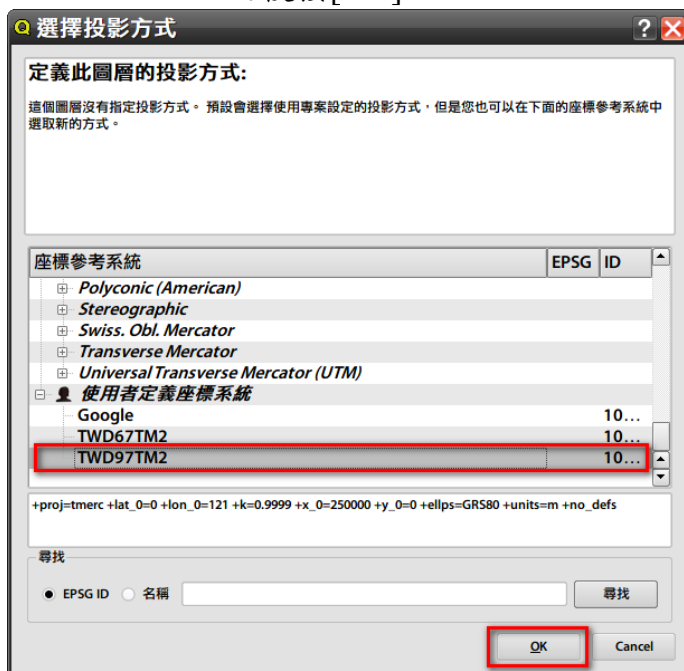 選擇投影方式
定義此圖層的投影方式:
這個圖層沒有指定投影方式。 預設會選擇使用專案設定的投影方式，但是您也可以在下面的座標參考系統中
選取新的方式。
座標參考系統 EPSG ID
Polyconic (American)
Stereographic
Swiss. Obl. Mercator
Transverse Mercator
Universal Transverse Mercator (UTM)
使用者定義座標系統
Google 10...
TWD67TM2 10...
TWD97TM2 10...
+proj=tmerc +lat_0=0 +lon_0=121 +k=0.9999 +x_0=250000 +y_0=0 +ellps=GRS80 +units=m +no_defs
尋找
EPSG ID 名稱 尋找
OK Cancel